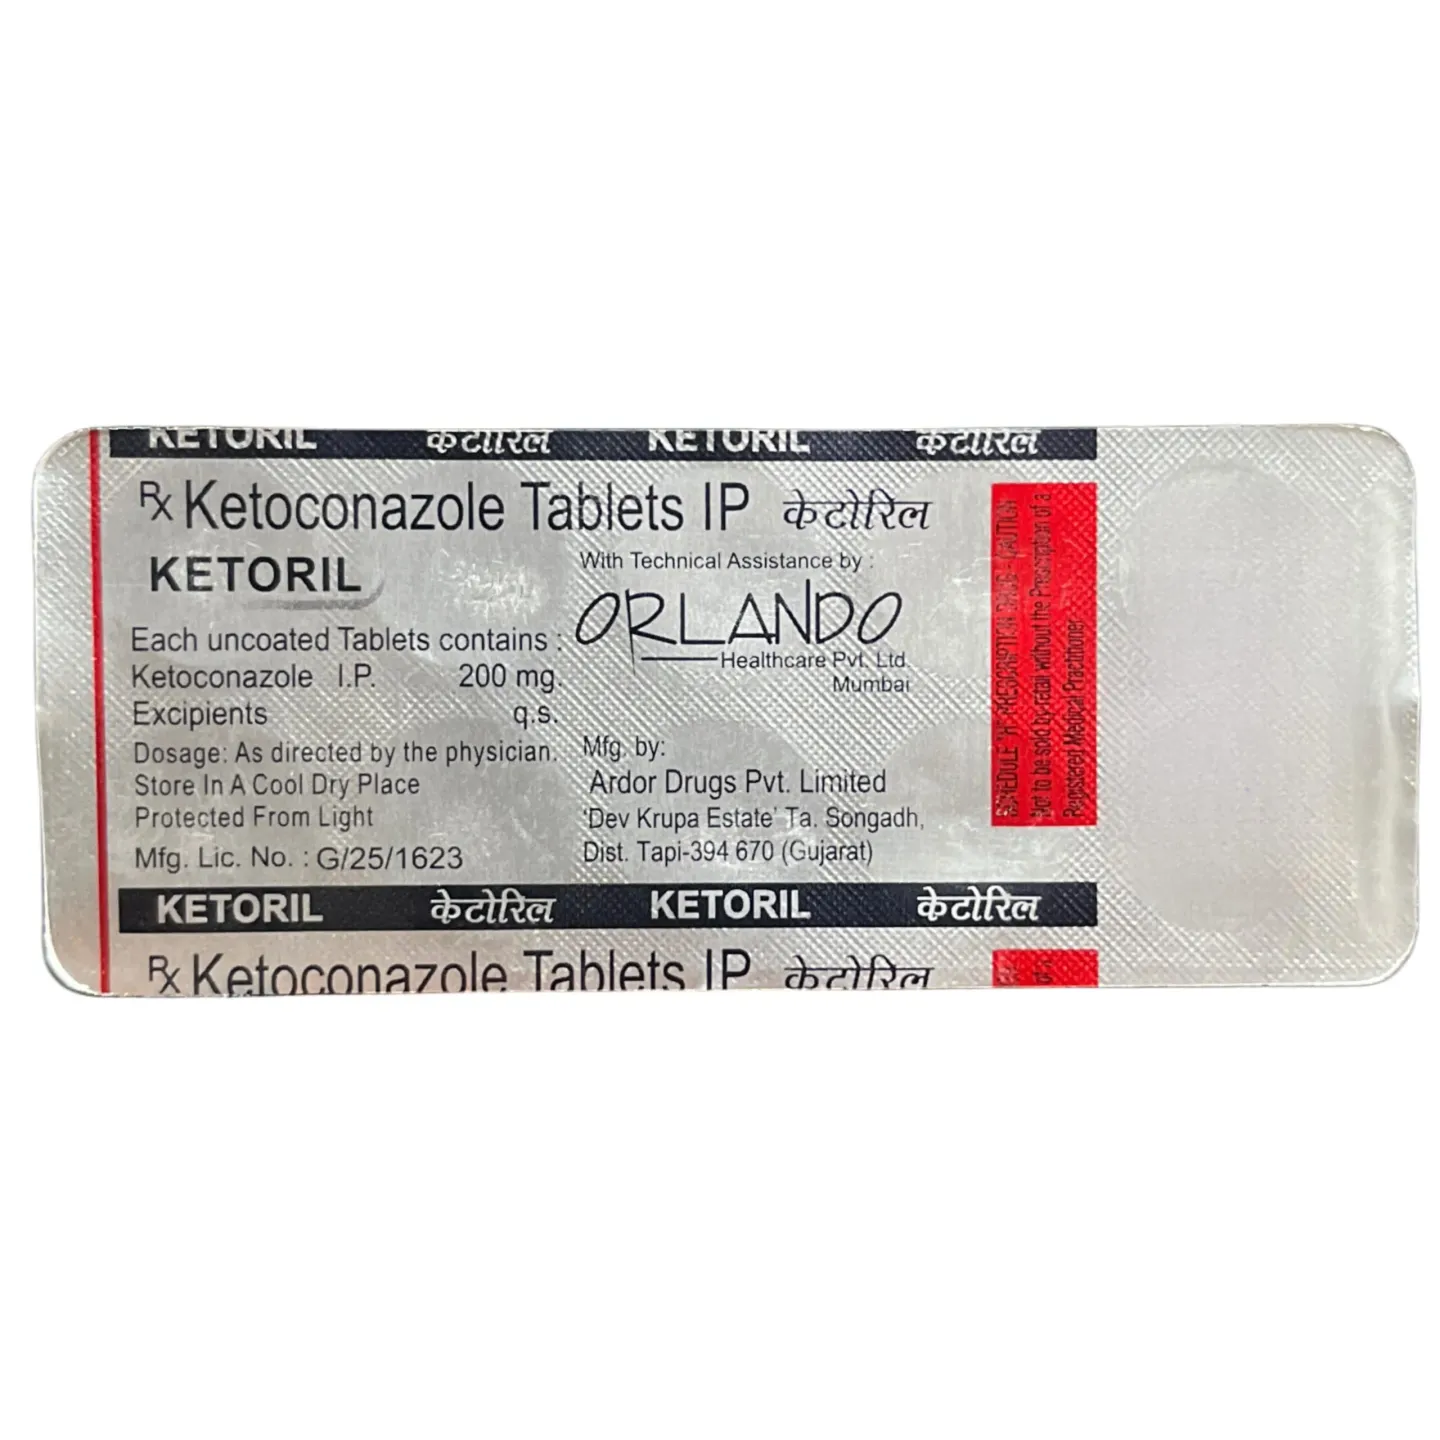 KETORIL केटोरिल KETORIL केटोरिल
Rx Ketoconazole Tablets IP केटोरिल
KETORIL
Each uncoated Tablets contains :
Ketoconazole I.P. 200 mg.
Excipients q.s.
Dosage: As directed by the physician.
Store In A Cool Dry Place
Protected From Light
Mfg. Lic. No. : G/25/1623
With Technical Assistance by :
ORLANDO
Healthcare Pvt. Ltd.
Mumbai
Mfg. by:
Ardor Drugs Pvt. Limited
'Dev Krupa Estate' Ta. Songadh,
Dist. Tapi-394 670 (Gujarat)
SCHEDULE 'H' PRESCRIPTION DRUG - CAUTION
Not to be sold by retail without the Prescription of a
Registered Medical Practitioner
KETORIL केटोरिल KETORIL केटोरिल
Rx Ketoconazole Tablets IP केटोरिल